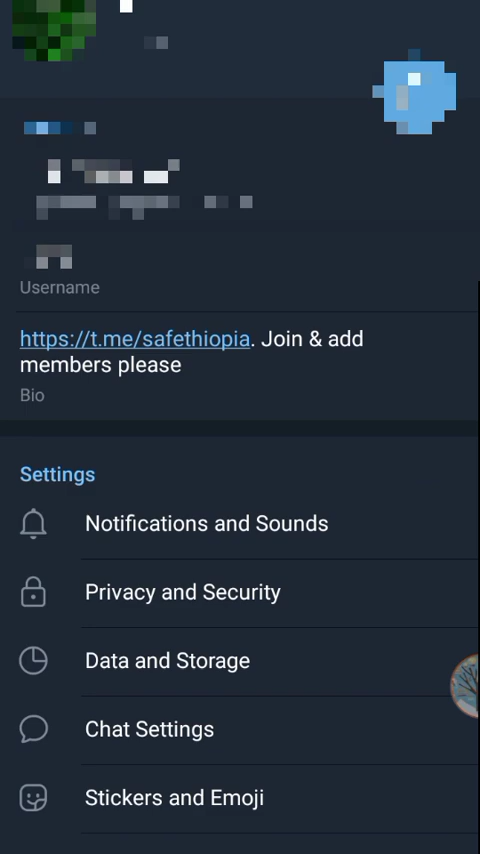 Username
https://t.me/safethiopia. Join & add
members please
Bio
Settings
Notifications and Sounds
Privacy and Security
Data and Storage
Chat Settings
Stickers and Emoji